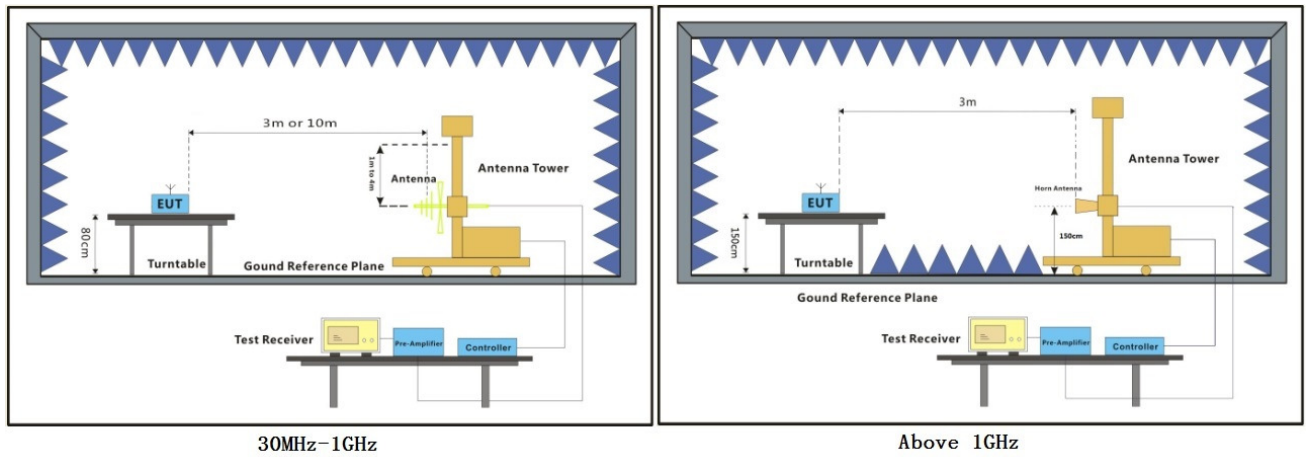 3m or 10m
1m to 4m
Antenna
Antenna Tower
EUT
80cm
Turntable
Gound Reference Plane
Test Receiver
Pre-Amplifier
Controller
30MHz-1GHz
3m
Antenna Tower
Horn Antenna
EUT
150cm
150cm
Turntable
Gound Reference Plane
Test Receiver
Pre-Amplifier
Controller
Above 1GHz